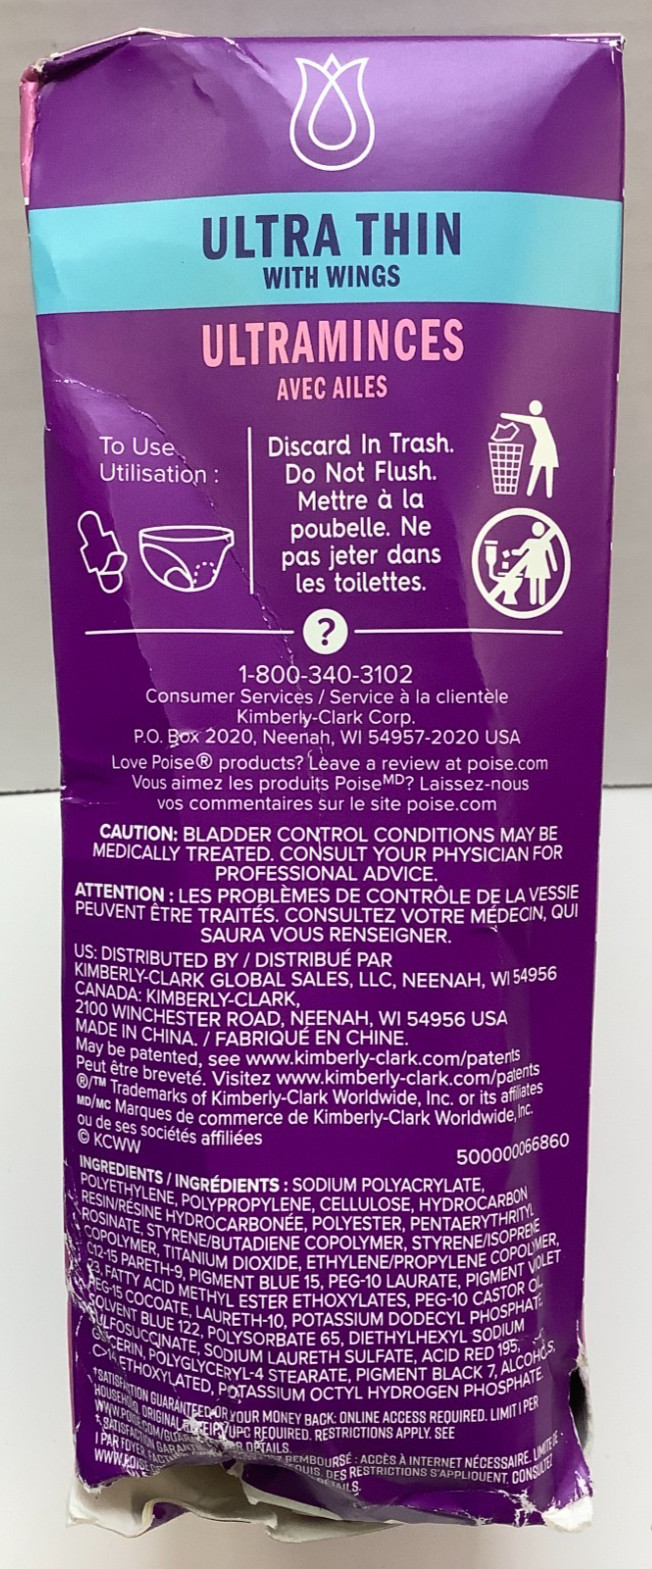 ULTRA THIN
WITH WINGS
ULTRAMINCES
AVEC AILES
To Use
Utilisation :
Discard In Trash.
Do Not Flush.
Mettre à la
poubelle. Ne
pas jeter dans
les toilettes.
?
1-800-340-3102
Consumer Services / Service à la clientèle
Kimberly-Clark Corp.
P.O. Box 2020, Neenah, WI 54957-2020 USA
Love Poise® products? Leave a review at poise.com
Vous aimez les produits Poiseᴹᴰ? Laissez-nous
vos commentaires sur le site poise.com
CAUTION: BLADDER CONTROL CONDITIONS MAY BE
MEDICALLY TREATED. CONSULT YOUR PHYSICIAN FOR
PROFESSIONAL ADVICE.
ATTENTION : LES PROBLÈMES DE CONTRÔLE DE LA VESSIE
PEUVENT ÊTRE TRAITÉS. CONSULTEZ VOTRE MÉDECIN, QUI
SAURA VOUS RENSEIGNER.
US: DISTRIBUTED BY / DISTRIBUÉ PAR
KIMBERLY-CLARK GLOBAL SALES, LLC, NEENAH, WI 54956
CANADA: KIMBERLY-CLARK,
2100 WINCHESTER ROAD, NEENAH, WI 54956 USA
MADE IN CHINA. / FABRIQUÉ EN CHINE.
May be patented, see www.kimberly-clark.com/patents
Peut être breveté. Visitez www.kimberly-clark.com/patents
®/™ Trademarks of Kimberly-Clark Worldwide, Inc. or its affiliates
MD/MC Marques de commerce de Kimberly-Clark Worldwide, Inc.
ou de ses sociétés affiliées
© KCWW
500000066860
INGREDIENTS / INGRÉDIENTS : SODIUM POLYACRYLATE,
POLYETHYLENE, POLYPROPYLENE, CELLULOSE, HYDROCARBON
RESIN/RÉSINE HYDROCARBONÉE, POLYESTER, PENTAERYTHRITYL
ROSINATE, STYRENE/BUTADIENE COPOLYMER, STYRENE/ISOPRENE
COPOLYMER, TITANIUM DIOXIDE, ETHYLENE/PROPYLENE COPOLYMER,
C12-15 PARETH-9, PIGMENT BLUE 15, PEG-10 LAURATE, PIGMENT VIOLET
23, FATTY ACID METHYL ESTER ETHOXYLATES, PEG-10 CASTOR OIL,
PEG-15 COCOATE, LAURETH-10, POTASSIUM DODECYL PHOSPHATE,
SOLVENT BLUE 122, POLYSORBATE 65, DIETHYLHEXYL SODIUM
SULFOSUCCINATE, SODIUM LAURETH SULFATE, ACID RED 195,
GLYCERIN, POLYGLYCERYL-4 STEARATE, PIGMENT BLACK 7, ALCOHOLS,
ETHOXYLATED, POTASSIUM OCTYL HYDROGEN PHOSPHATE.
†SATISFACTION GUARANTEED OR YOUR MONEY BACK: ONLINE ACCESS REQUIRED. LIMIT 1 PER
HOUSEHOLD. ORIGINAL RECEIPT/UPC REQUIRED. RESTRICTIONS APPLY. SEE
DETAILS.
REMBOURSÉ : ACCÈS À INTERNET NÉCESSAIRE. LIMITE DE
1 PAR FOYER. DES RESTRICTIONS S'APPLIQUENT. CONSULTEZ